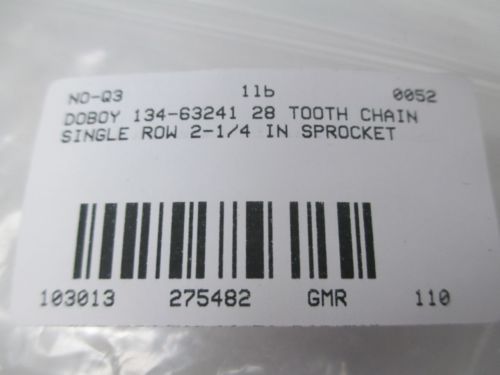 NO-Q3 1lb 0052
DOBOY 134-63241 28 TOOTH CHAIN
SINGLE ROW 2-1/4 IN SPROCKET
103013 275482 GMR 110